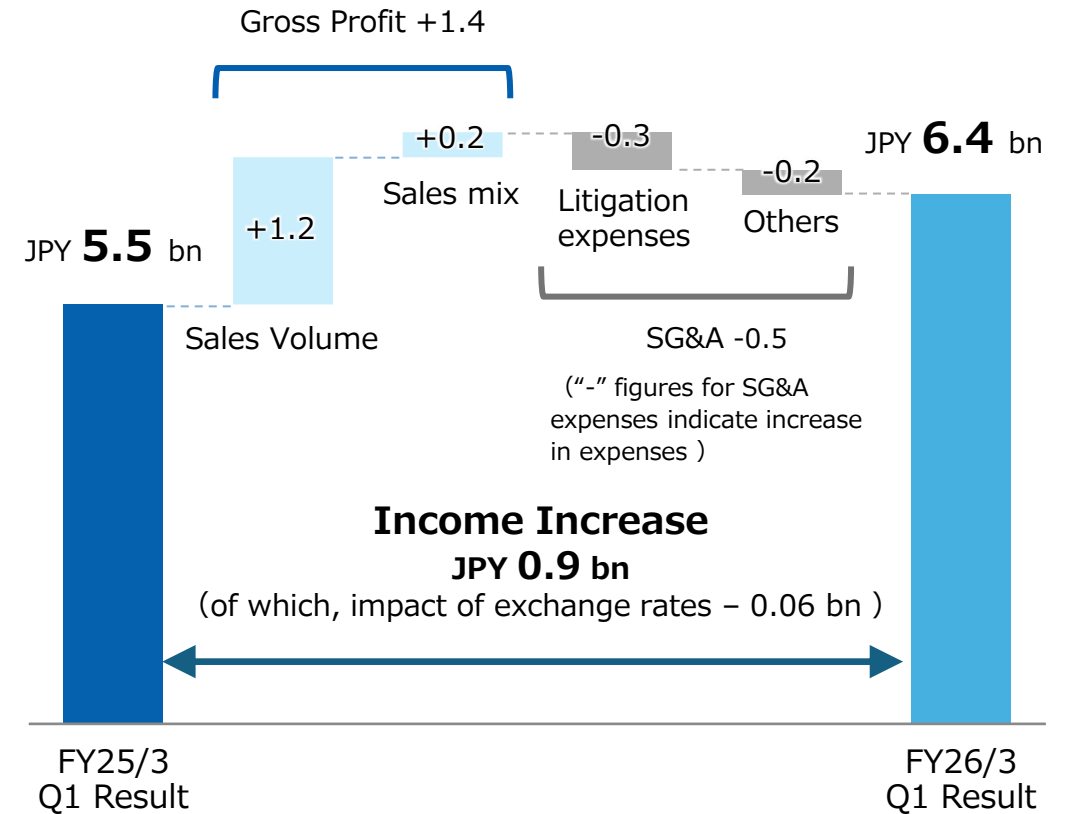 Gross Profit +1.4
JPY 5.5 bn
+1.2
Sales Volume
+0.2
Sales mix
-0.3
Litigation
expenses
-0.2
Others
JPY 6.4 bn
SG&A -0.5
（“-” figures for SG&A
expenses indicate increase
in expenses ）
Income Increase
JPY 0.9 bn
（of which, impact of exchange rates – 0.06 bn ）
FY25/3
Q1 Result
FY26/3
Q1 Result